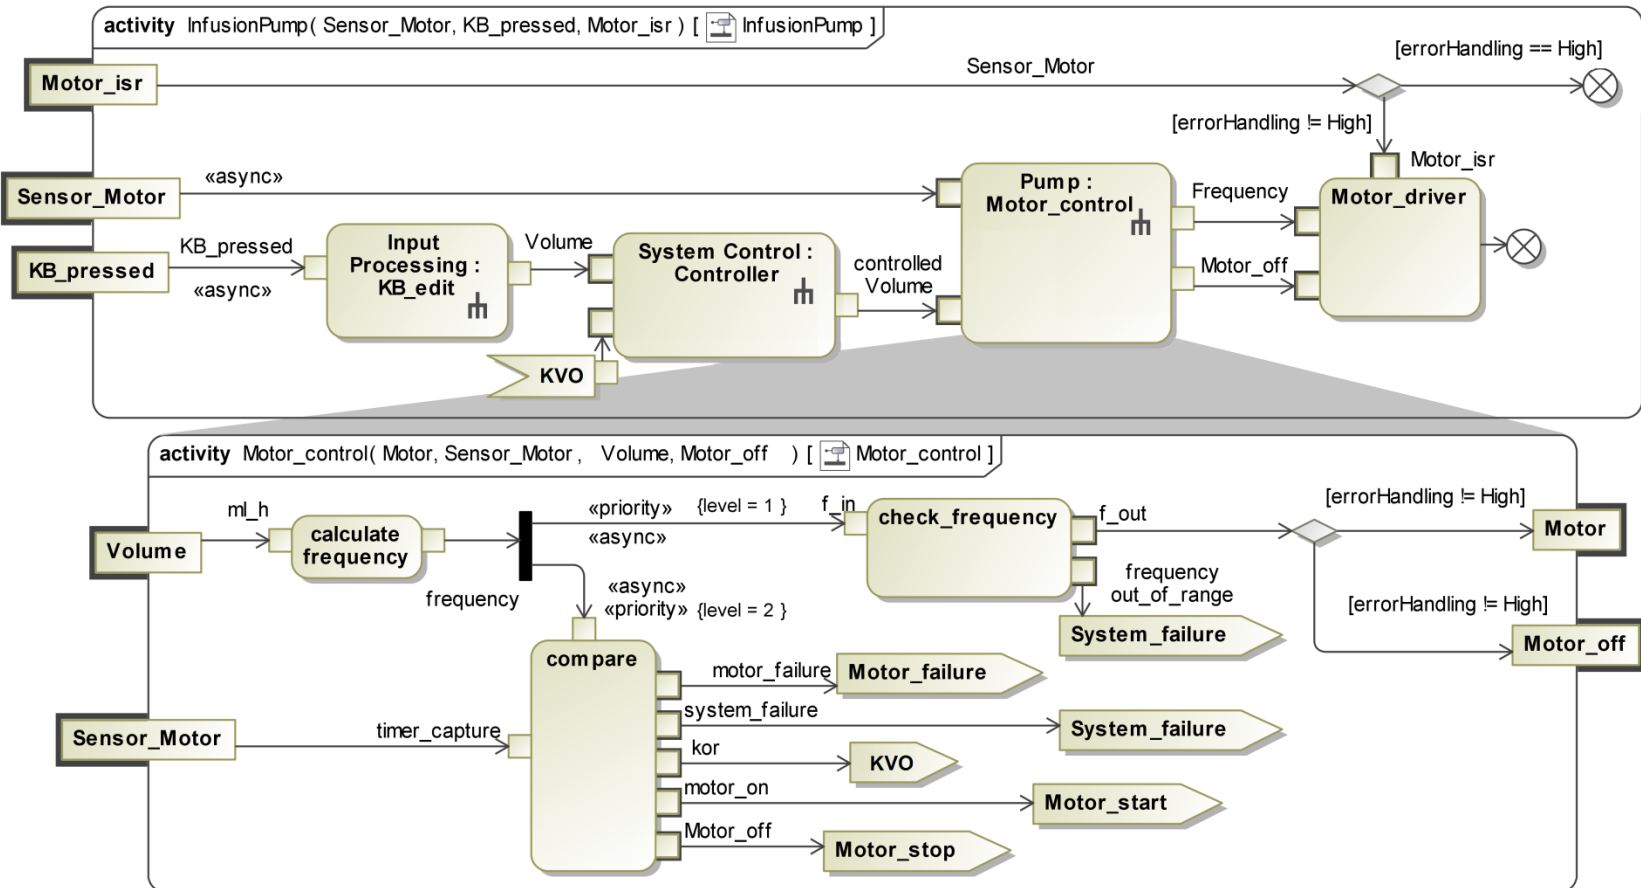 activity InfusionPump( Sensor_Motor, KB_pressed, Motor_isr ) [ InfusionPump ]
[errorHandling == High]
Motor_isr
Sensor_Motor
[errorHandling != High]
Motor_isr
Sensor_Motor
«async»
Pump :
Motor_control
Frequency
Motor_off
Motor_driver
KB_pressed
KB_pressed
«async»
Input
Processing :
KB_edit
Volume
System Control :
Controller
controlled
Volume
KVO
activity Motor_control( Motor, Sensor_Motor , Volume, Motor_off ) [ Motor_control ]
Volume
ml_h
calculate
frequency
frequency
«priority» {level = 1 }
«async»
f_in
check_frequency
f_out
[errorHandling != High]
Motor
«async»
«priority» {level = 2 }
frequency
out_of_range
System_failure
[errorHandling != High]
Motor_off
compare
motor_failure
Motor_failure
system_failure
System_failure
Sensor_Motor
timer_capture
kor
KVO
motor_on
Motor_start
Motor_off
Motor_stop